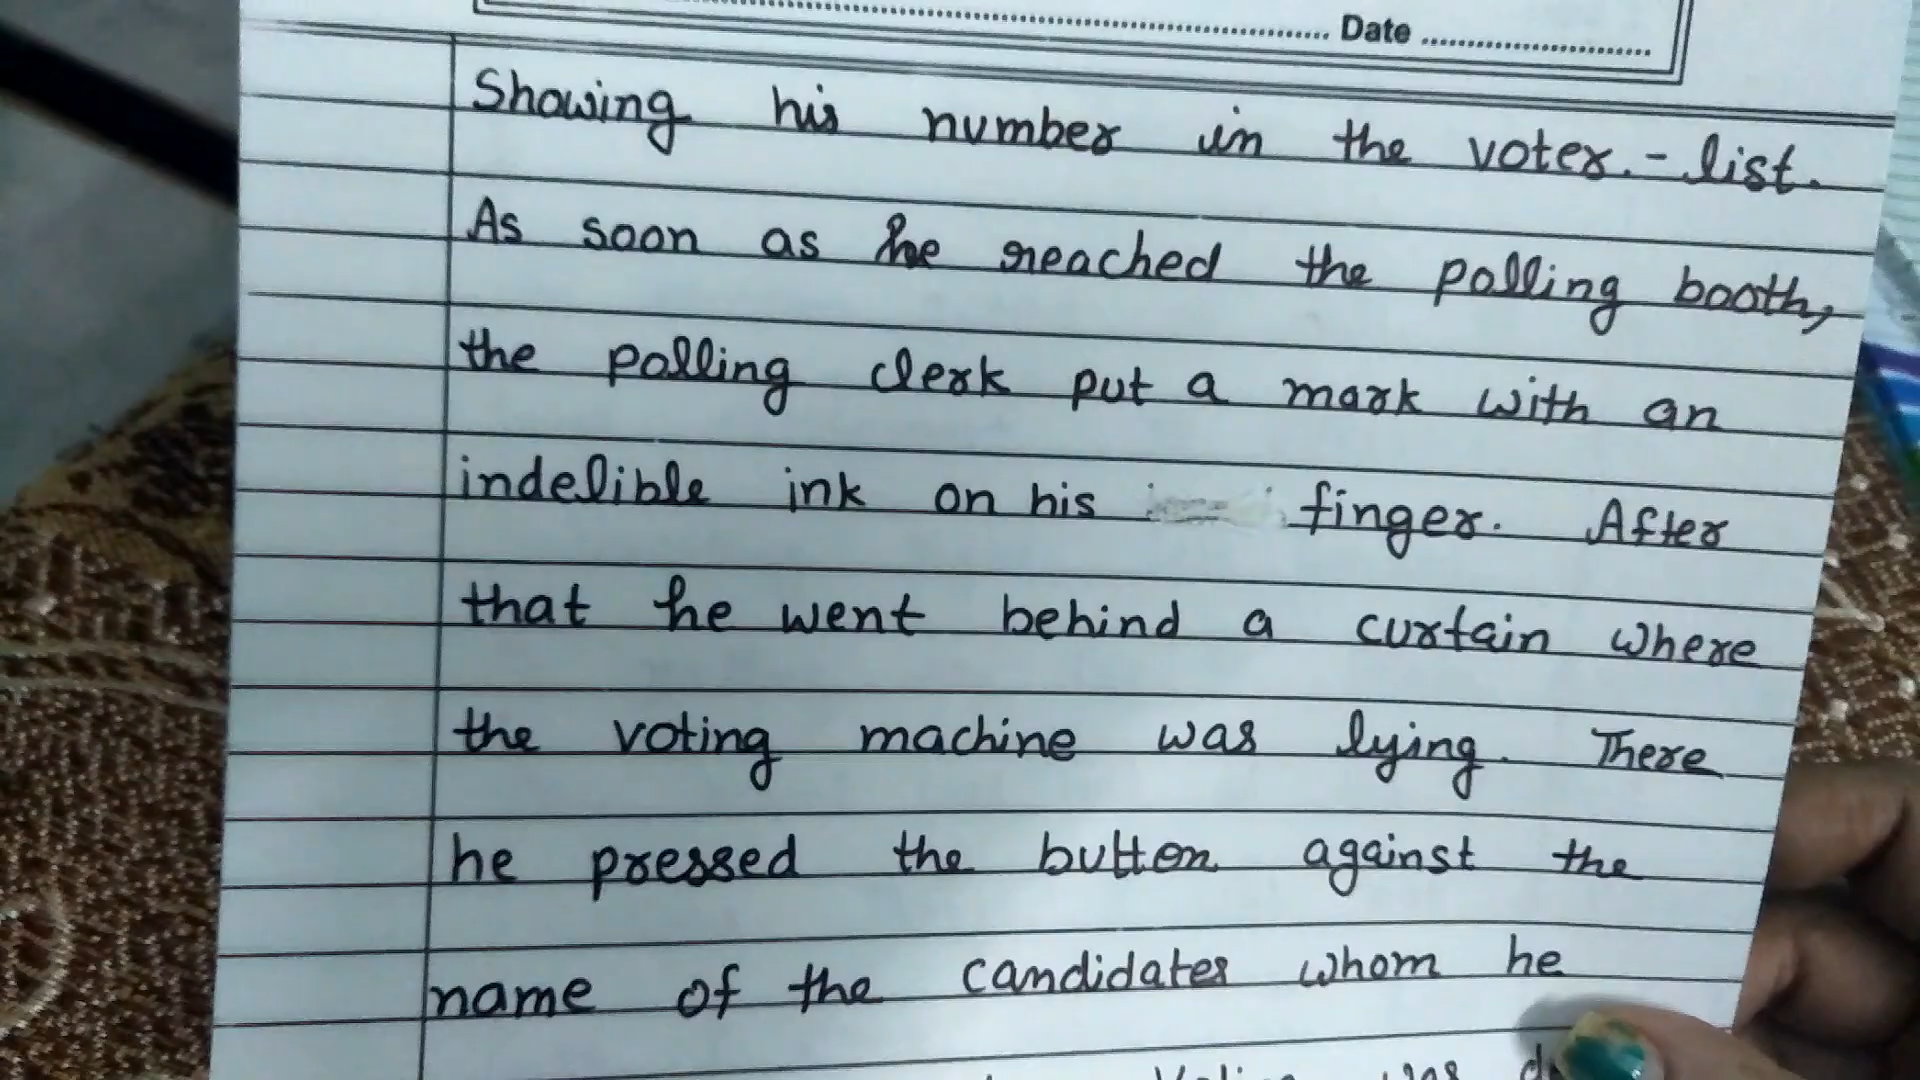 Date
Showing his number in the voter.-list.
As soon as he reached the polling booth,
the polling clerk put a mark with an
indelible ink on his finger. After
that he went behind a curtain where
the voting machine was lying. There
he pressed the button against the
name of the candidates whom he
was